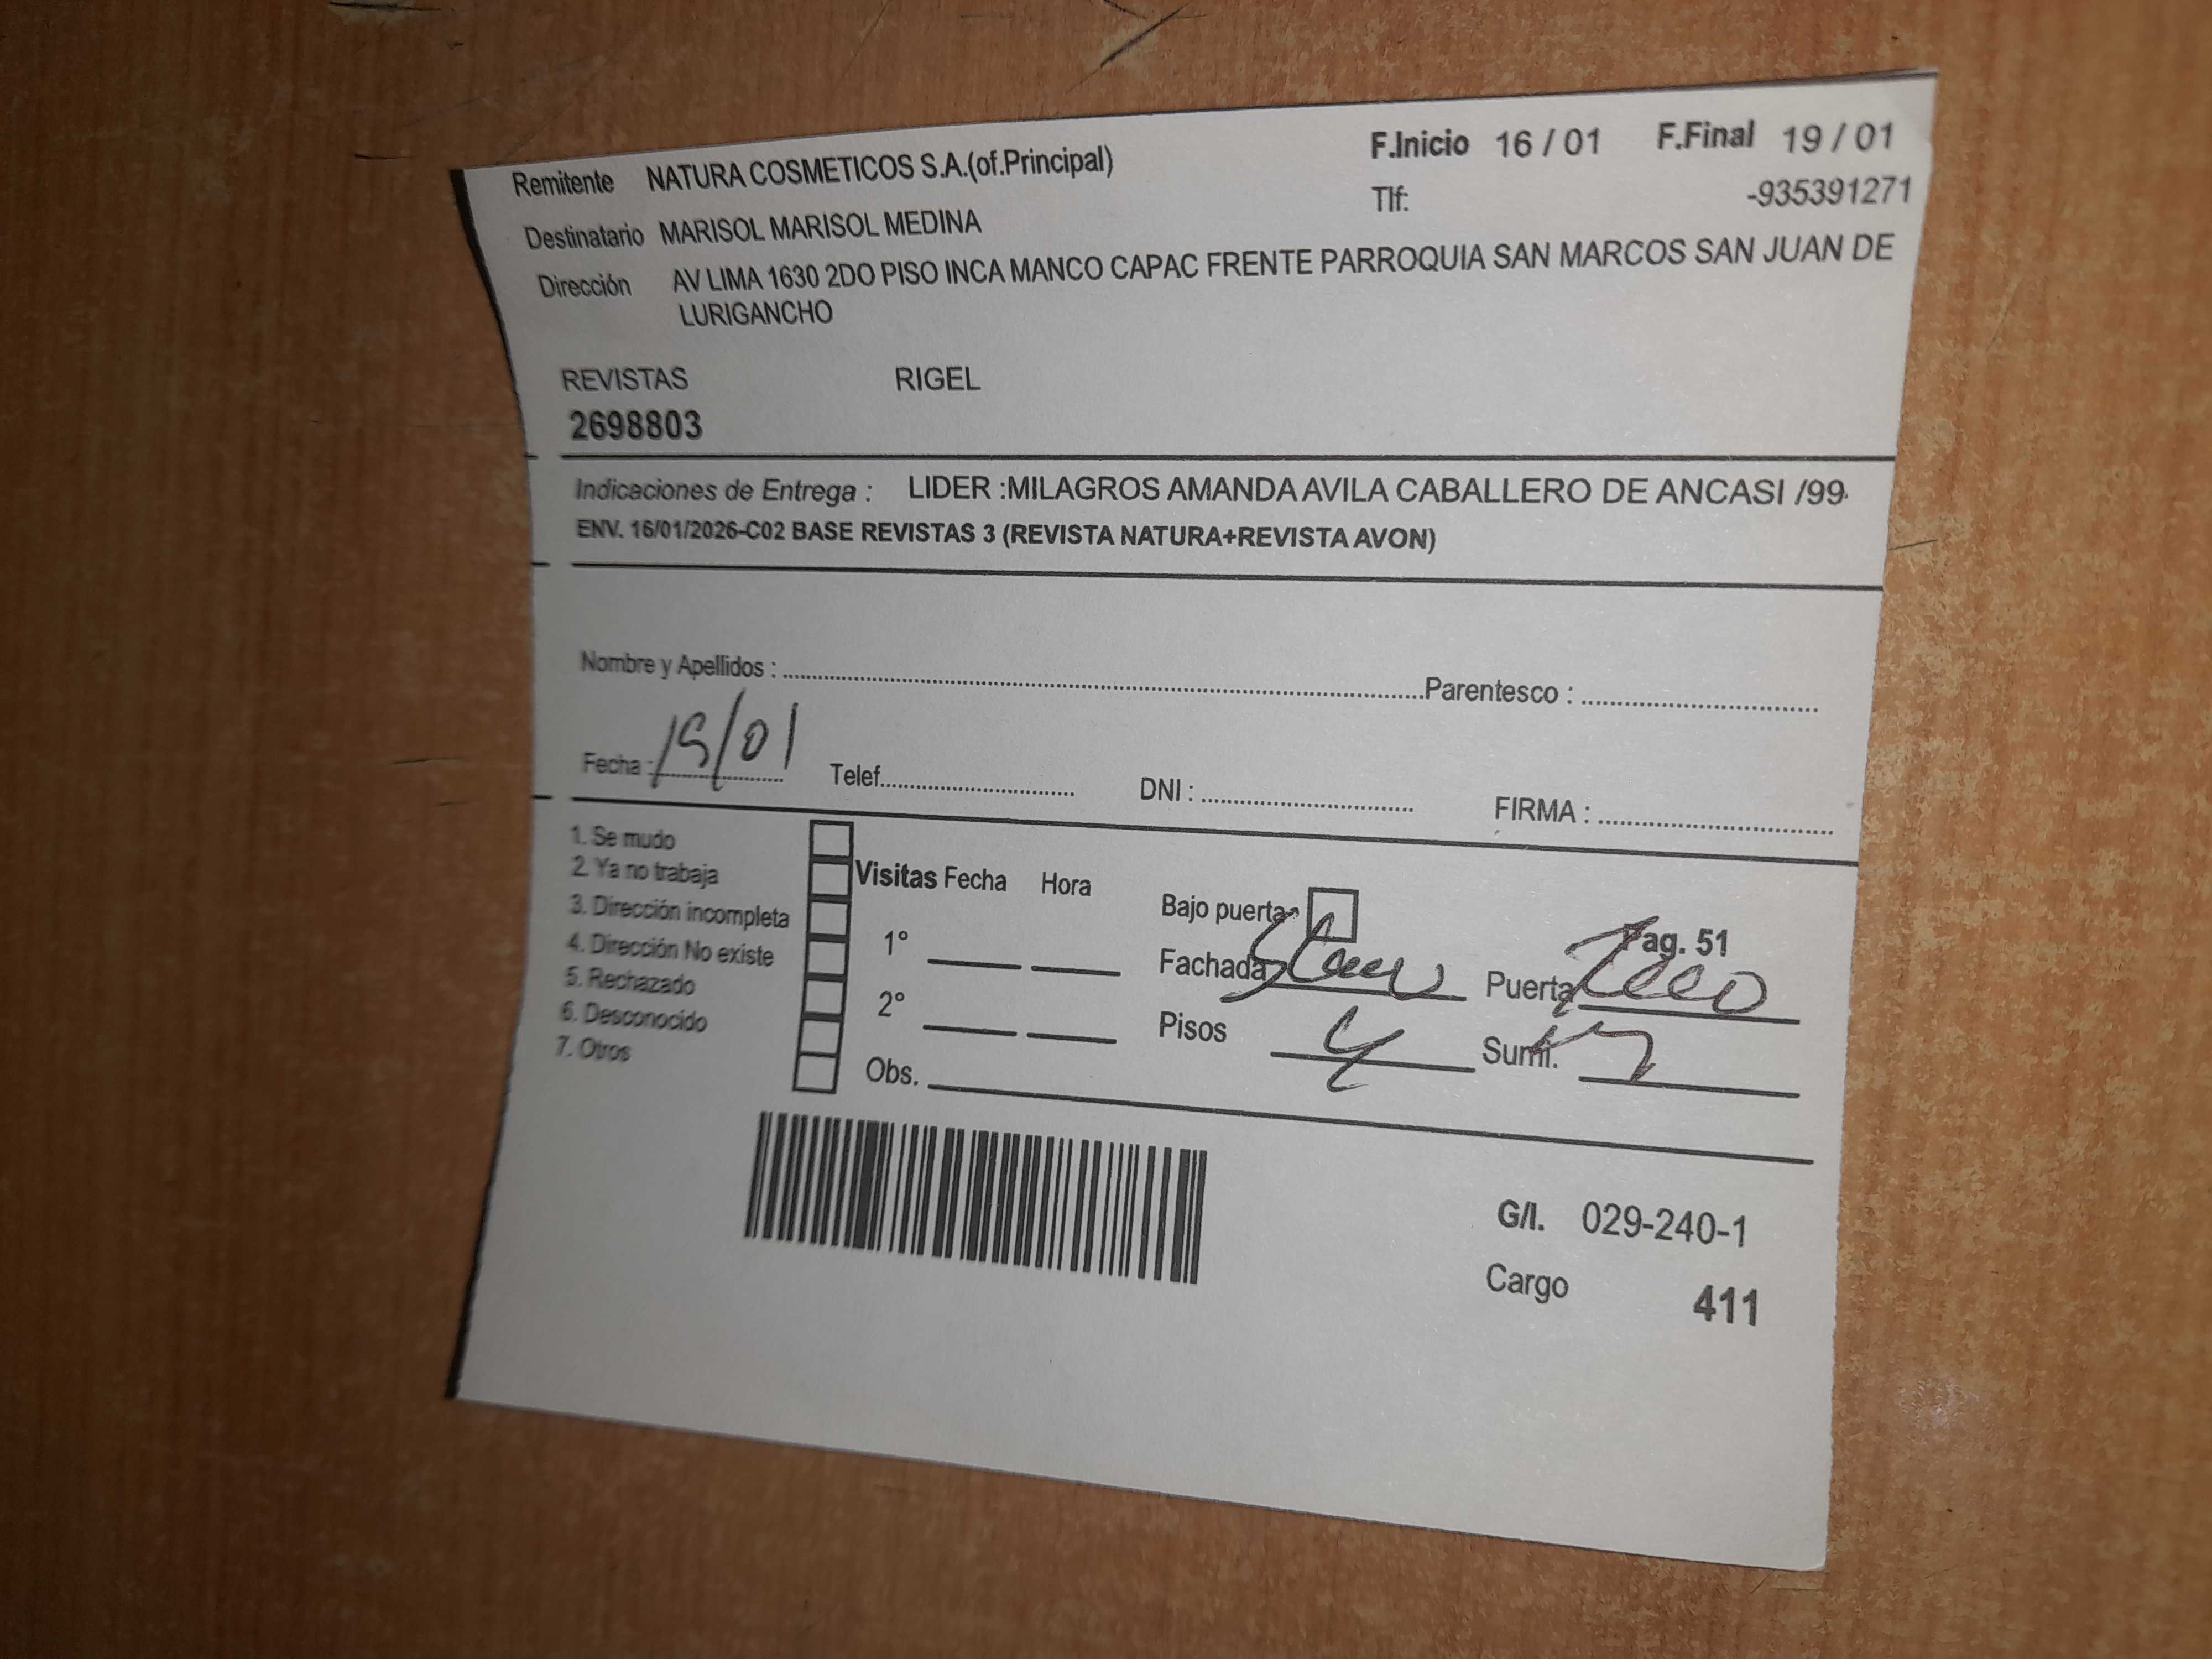 Remitente NATURA COSMETICOS S.A.(of.Principal) F.Inicio 16 / 01 F.Final 19 / 01
Tlf: -935391271
Destinatario MARISOL MARISOL MEDINA
Dirección AV LIMA 1630 2DO PISO INCA MANCO CAPAC FRENTE PARROQUIA SAN MARCOS SAN JUAN DE
LURIGANCHO
REVISTAS RIGEL
2698803
Indicaciones de Entrega : LIDER :MILAGROS AMANDA AVILA CABALLERO DE ANCASI /99
ENV. 16/01/2026-C02 BASE REVISTAS 3 (REVISTA NATURA+REVISTA AVON)
Nombre y Apellidos : Parentesco :
Fecha : /01 Telef. DNI : FIRMA :
1. Se mudo
2. Ya no trabaja
3. Dirección incompleta
4. Dirección No existe
5. Rechazado
6. Desconocido
7. Otros
Visitas Fecha Hora
1°
2°
Obs.
Bajo puerta Pag. 51
Fachada Puerta
Pisos 4 Sumi.
G/I. 029-240-1
Cargo 411